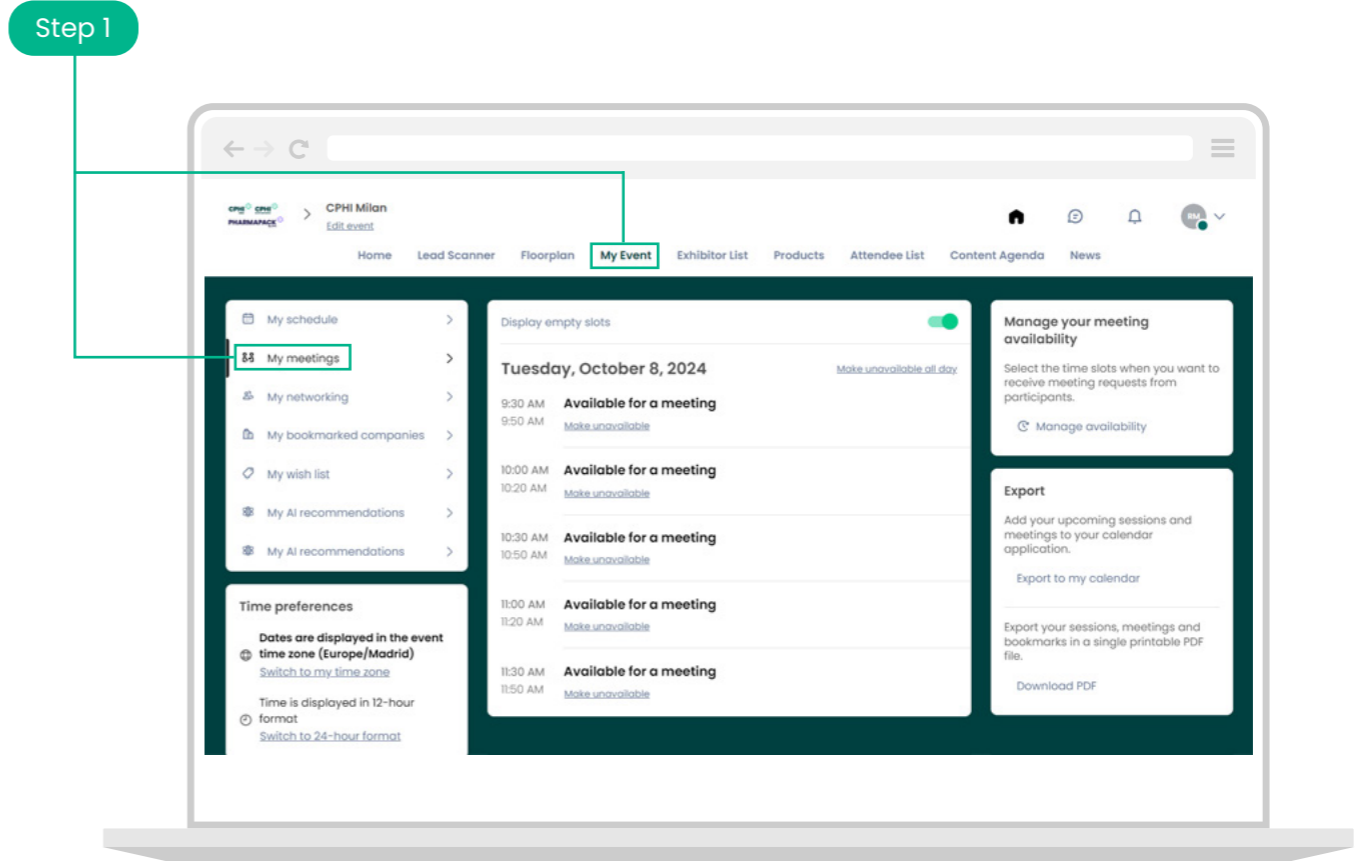 Step 1
CPHI CPHI
PHARMAPACK
CPHI Milan
Edit event
RM
Home Lead Scanner Floorplan My Event Exhibitor List Products Attendee List Content Agenda News
My schedule
My meetings
My networking
My bookmarked companies
My wish list
My AI recommendations
My AI recommendations
Time preferences
Dates are displayed in the event
time zone (Europe/Madrid)
Switch to my time zone
Time is displayed in 12-hour
format
Switch to 24-hour format
Display empty slots
Tuesday, October 8, 2024
Make unavailable all day
9:30 AM Available for a meeting
9:50 AM Make unavailable
10:00 AM Available for a meeting
10:20 AM Make unavailable
10:30 AM Available for a meeting
10:50 AM Make unavailable
11:00 AM Available for a meeting
11:20 AM Make unavailable
11:30 AM Available for a meeting
11:50 AM Make unavailable
Manage your meeting
availability
Select the time slots when you want to
receive meeting requests from
participants.
Manage availability
Export
Add your upcoming sessions and
meetings to your calendar
application.
Export to my calendar
Export your sessions, meetings and
bookmarks in a single printable PDF
file.
Download PDF